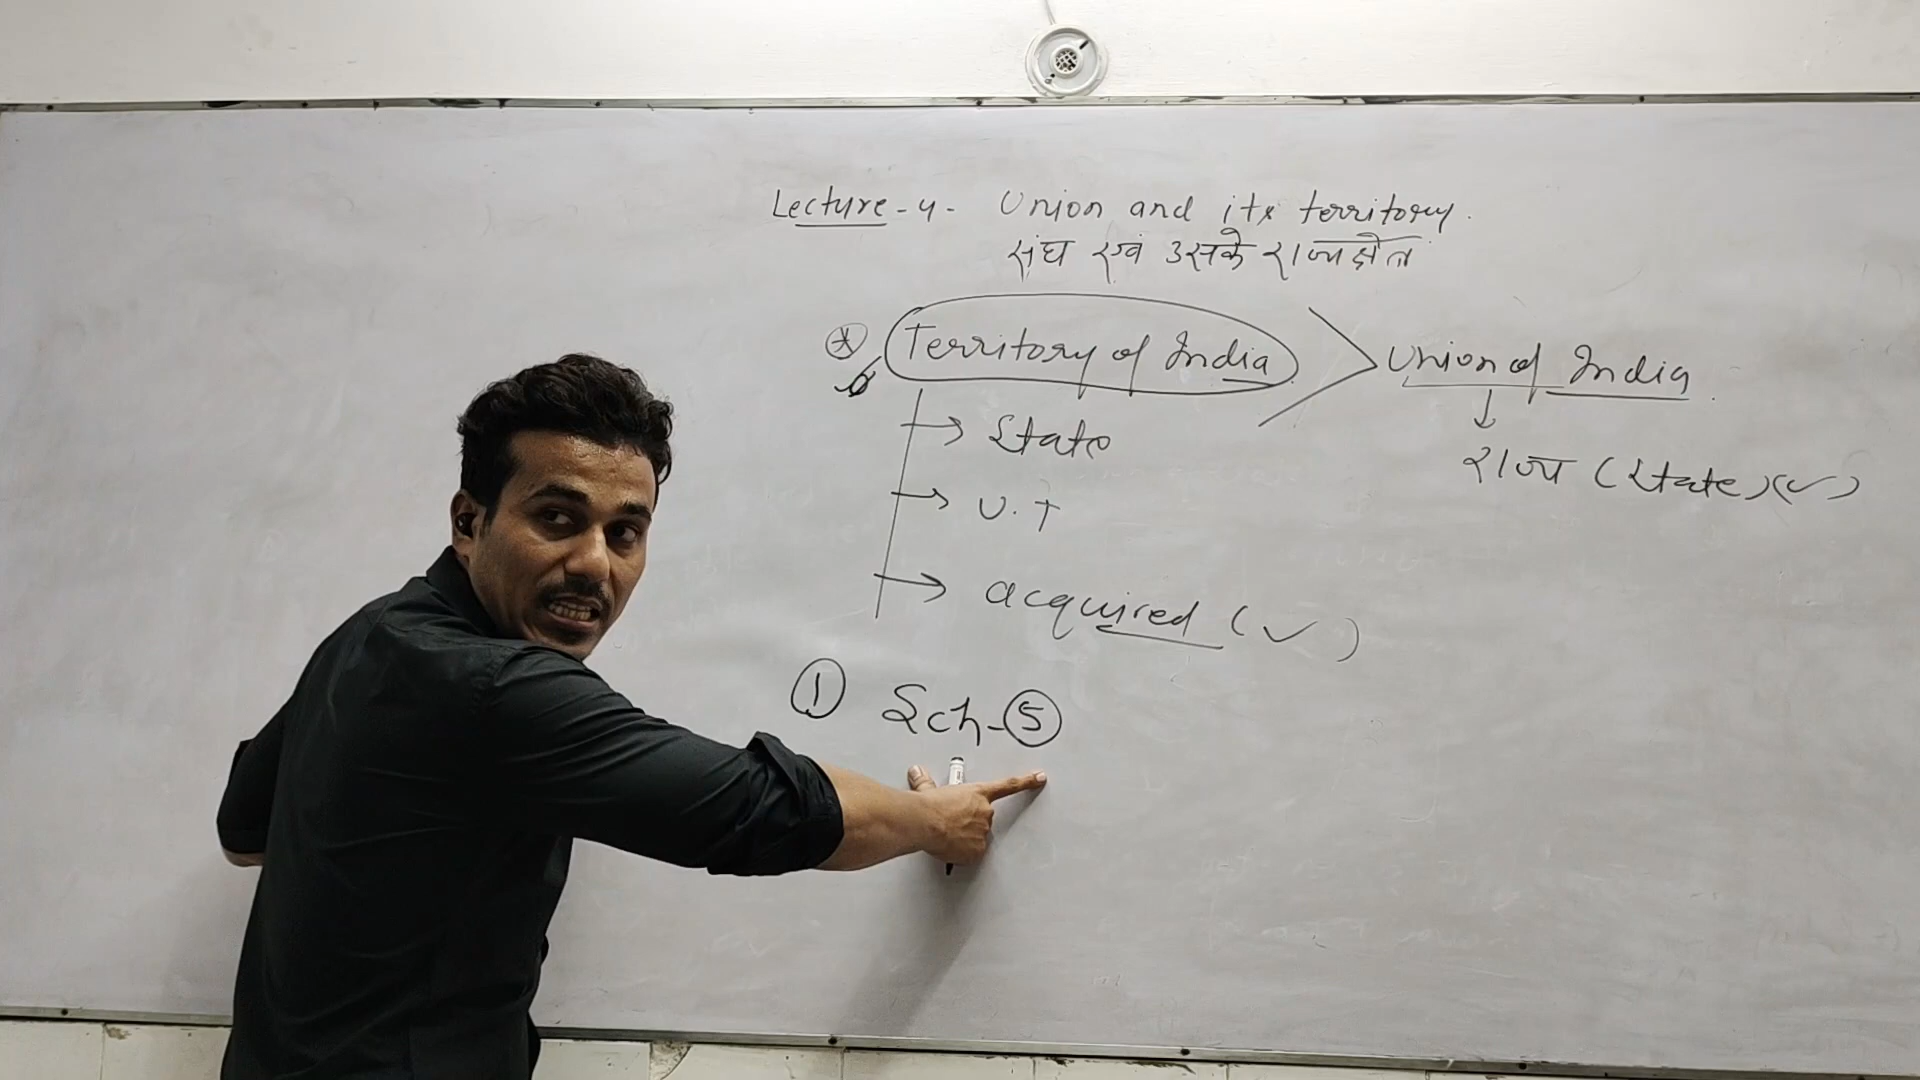 Lecture-4- Union and its territory.
संघ एवं उसके राज्यक्षेत्र
Territory of India > Union of India
→ State
↓
राज्य (State)(✓)
→ U.T
→ acquired (✓)
① Sch-⑤